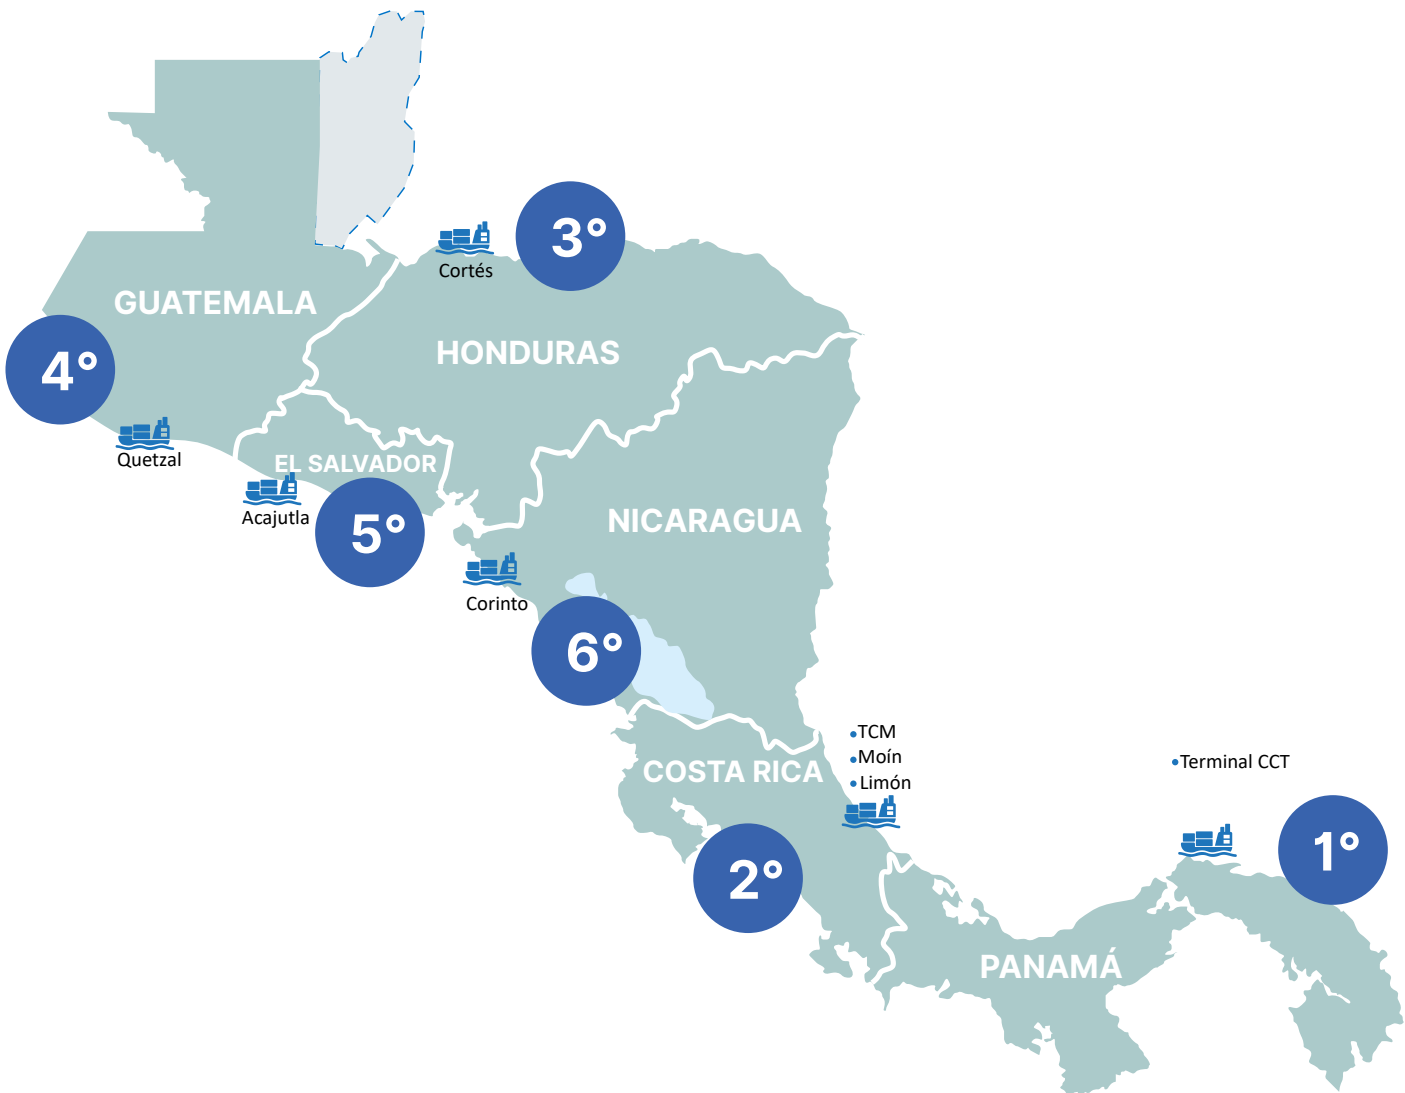 3°
Cortés
GUATEMALA
HONDURAS
4°
Quetzal
EL SALVADOR
Acajutla
5°
NICARAGUA
Corinto
6°
•TCM
•Moín
•Limón
COSTA RICA
•Terminal CCT
1°
2°
PANAMÁ